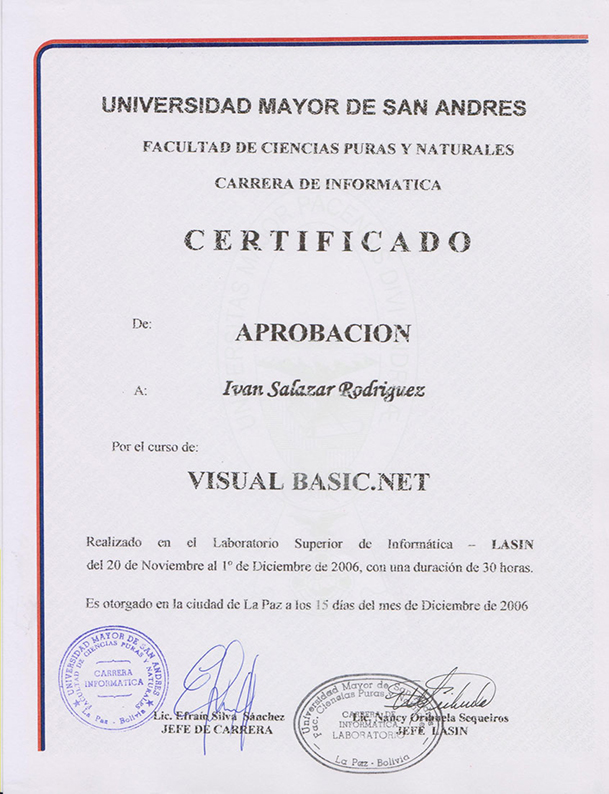 UNIVERSIDAD MAYOR DE SAN ANDRES
FACULTAD DE CIENCIAS PURAS Y NATURALES
CARRERA DE INFORMATICA
CERTIFICADO
De:
APROBACION
A:
Ivan Salazar Rodriguez
Por el curso de:
VISUAL BASIC.NET
Realizado en el Laboratorio Superior de Informática – LASIN
del 20 de Noviembre al 1º de Diciembre de 2006, con una duración de 30 horas.
Es otorgado en la ciudad de La Paz a los 15 días del mes de Diciembre de 2006
UNIVERSIDAD MAYOR DE SAN ANDRES
FACULTAD DE CIENCIAS PURAS Y NATURALES
CARRERA
INFORMATICA
La Paz - Bolivia
Lic. Efraín Silva Sánchez
JEFE DE CARRERA
Universidad Mayor de
Fac. Ciencias Puras
CARRERA DE
INFORMATICA
LABORATORIO
La Paz - Bolivia
Lic. Nancy Orihuela Sequeiros
JEFE LASIN